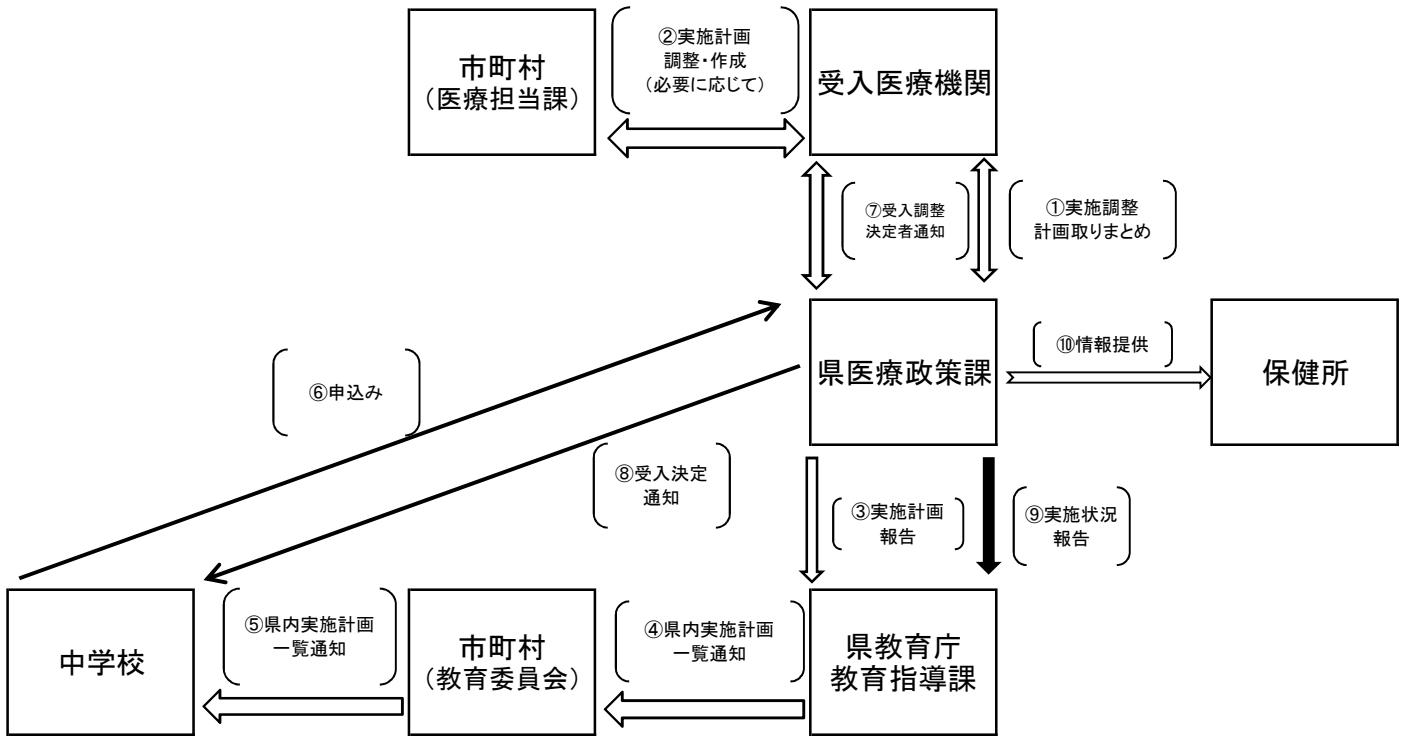 市町村
（医療担当課）
②実施計画
調整・作成
（必要に応じて）
受入医療機関
⑦受入調整
決定者通知
①実施調整
計画取りまとめ
⑥申込み
県医療政策課
⑩情報提供
保健所
⑧受入決定
通知
③実施計画
報告
⑨実施状況
報告
中学校
⑤県内実施計画
一覧通知
市町村
（教育委員会）
④県内実施計画
一覧通知
県教育庁
教育指導課